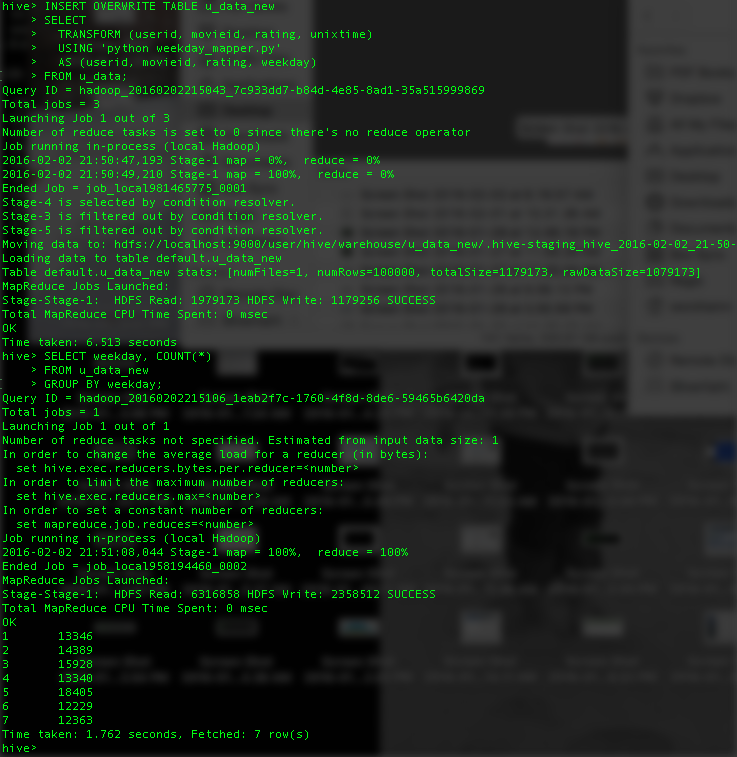 hive> INSERT OVERWRITE TABLE u_data_new
    > SELECT
    >   TRANSFORM (userid, movieid, rating, unixtime)
    >   USING 'python weekday_mapper.py'
    >   AS (userid, movieid, rating, weekday)
    > FROM u_data;
Query ID = hadoop_20160202215043_7c933dd7-b84d-4e85-8ad1-35a515999869
Total jobs = 3
Launching Job 1 out of 3
Number of reduce tasks is set to 0 since there's no reduce operator
Job running in-process (local Hadoop)
2016-02-02 21:50:47,193 Stage-1 map = 0%,  reduce = 0%
2016-02-02 21:50:49,210 Stage-1 map = 100%,  reduce = 0%
Ended Job = job_local981465775_0001
Stage-4 is selected by condition resolver.
Stage-3 is filtered out by condition resolver.
Stage-5 is filtered out by condition resolver.
Moving data to: hdfs://localhost:9000/user/hive/warehouse/u_data_new/.hive-staging_hive_2016-02-02_21-50-
Loading data to table default.u_data_new
Table default.u_data_new stats: [numFiles=1, numRows=100000, totalSize=1179173, rawDataSize=1079173]
MapReduce Jobs Launched:
Stage-Stage-1:  HDFS Read: 1979173 HDFS Write: 1179256 SUCCESS
Total MapReduce CPU Time Spent: 0 msec
OK
Time taken: 6.513 seconds
hive> SELECT weekday, COUNT(*)
    > FROM u_data_new
    > GROUP BY weekday;
Query ID = hadoop_20160202215106_1eab2f7c-1760-4f8d-8de6-59465b6420da
Total jobs = 1
Launching Job 1 out of 1
Number of reduce tasks not specified. Estimated from input data size: 1
In order to change the average load for a reducer (in bytes):
  set hive.exec.reducers.bytes.per.reducer=<number>
In order to limit the maximum number of reducers:
  set hive.exec.reducers.max=<number>
In order to set a constant number of reducers:
  set mapreduce.job.reduces=<number>
Job running in-process (local Hadoop)
2016-02-02 21:51:08,044 Stage-1 map = 100%,  reduce = 100%
Ended Job = job_local958194460_0002
MapReduce Jobs Launched:
Stage-Stage-1:  HDFS Read: 6316858 HDFS Write: 2358512 SUCCESS
Total MapReduce CPU Time Spent: 0 msec
OK
1       13346
2       14389
3       15928
4       13340
5       18405
6       12229
7       12363
Time taken: 1.762 seconds, Fetched: 7 row(s)
hive>